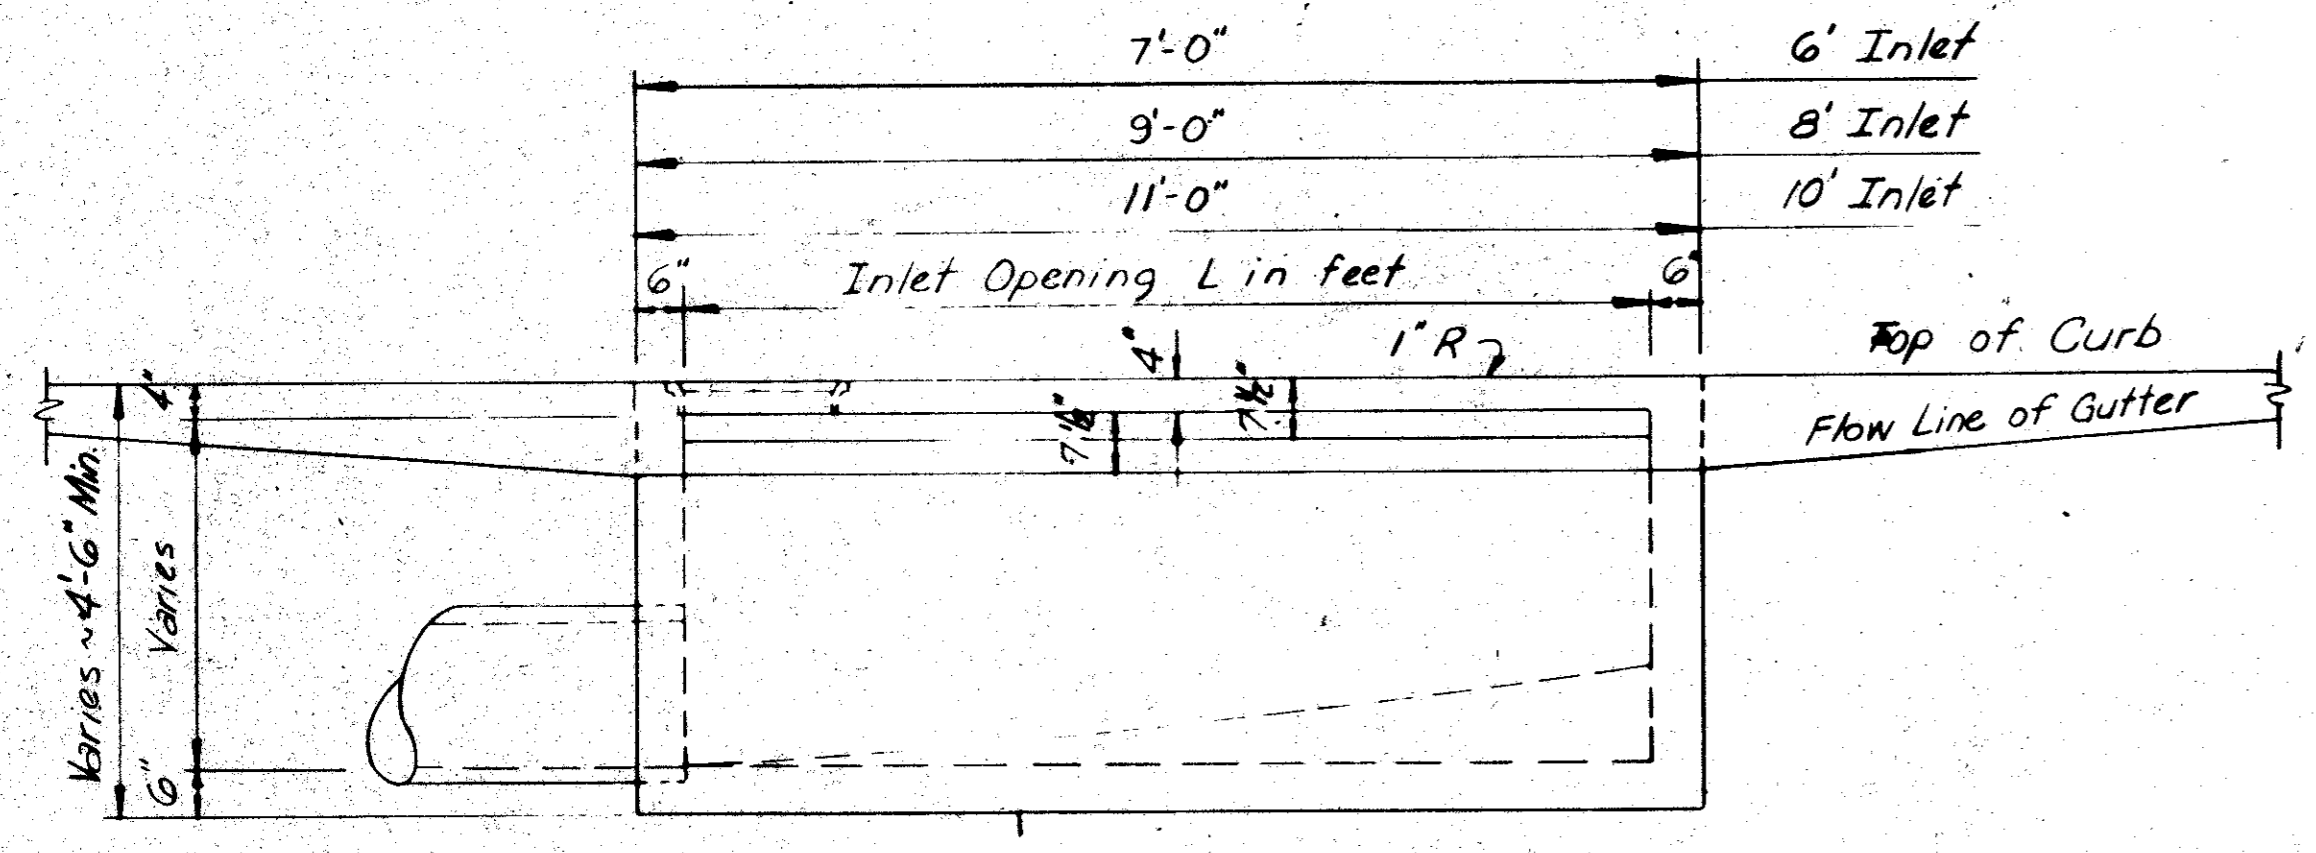 7'-0"
6' Inlet
9'-0"
8' Inlet
11'-0"
10' Inlet
6"
Inlet Opening L in feet
6"
4"
1" R
Top of Curb
4"
7½"
7½"
Flow Line of Gutter
Varies ~4'-6" Min.
Varies
6"